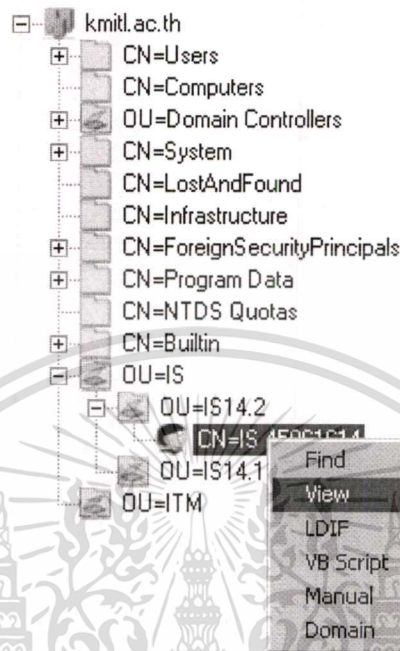 kmitl.ac.th
CN=Users
CN=Computers
OU=Domain Controllers
CN=System
CN=LostAndFound
CN=Infrastructure
CN=ForeignSecurityPrincipals
CN=Program Data
CN=NTDS Quotas
CN=Builtin
OU=IS
OU=IS14.2
CN=IS
OU=IS14.1
OU=ITM
Find
View
LDIF
VB Script
Manual
Domain